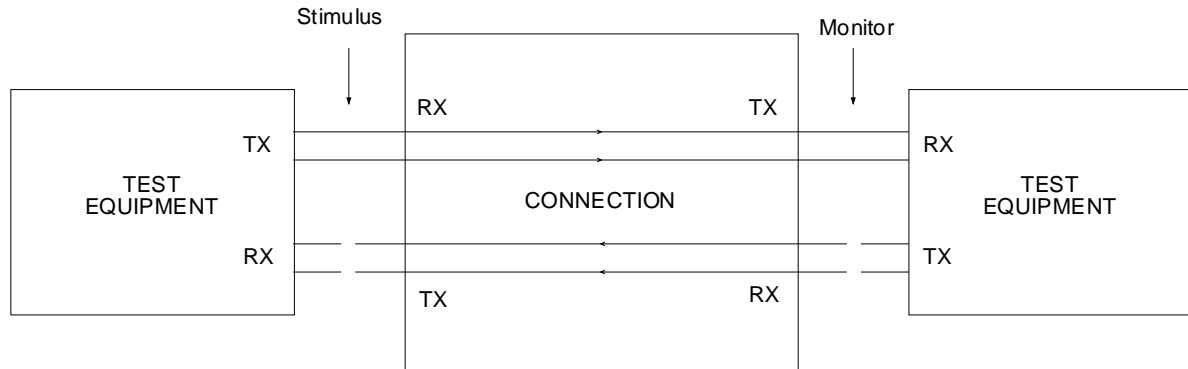 Stimulus
Monitor
RX
TX
TX
RX
TEST
EQUIPMENT
CONNECTION
TEST
EQUIPMENT
RX
TX
TX
RX